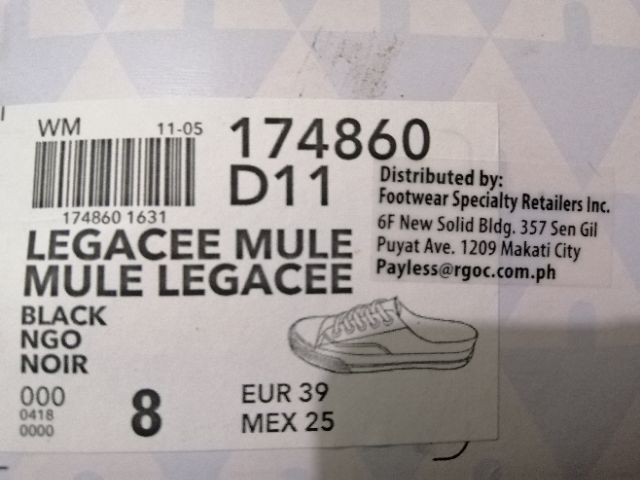 WM 11-05
174860 1631
174860
D11
Distributed by:
Footwear Specialty Retailers Inc.
6F New Solid Bldg. 357 Sen Gil
Puyat Ave. 1209 Makati City
Payless@rgoc.com.ph
LEGACEE MULE
MULE LEGACEE
BLACK
NGO
NOIR
000
0418
0000
8
EUR 39
MEX 25